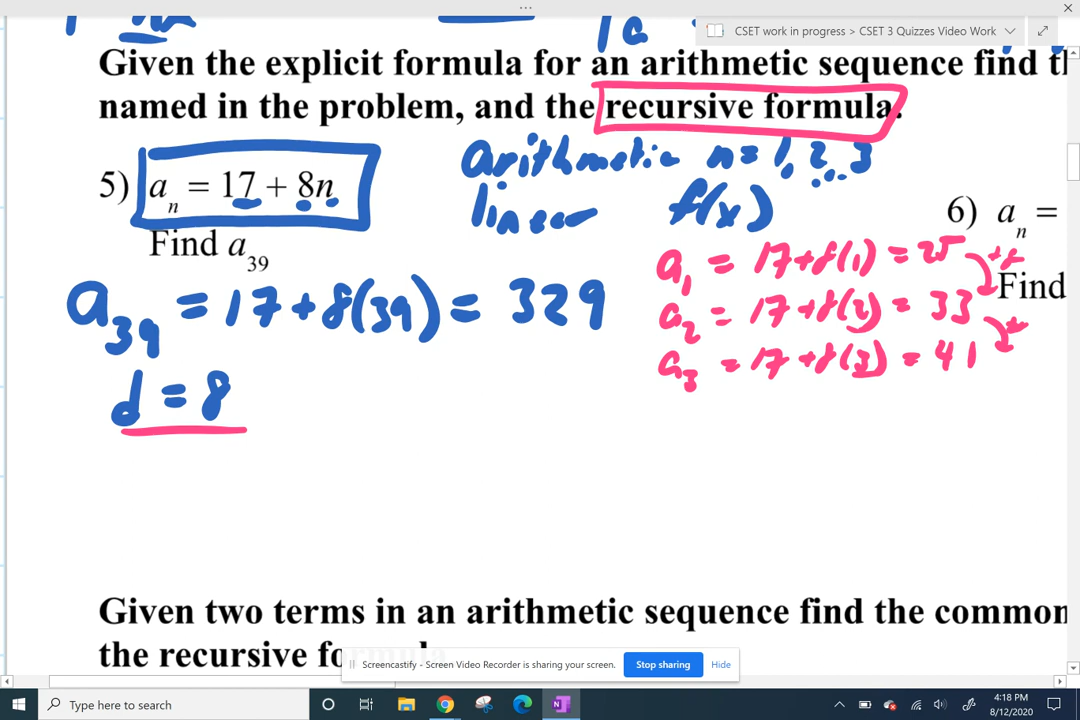 CSET work in progress > CSET 3 Quizzes Video Work
Given the explicit formula for an arithmetic sequence find th
named in the problem, and the recursive formula.
arithmetic n = 1, 2, 3
...
5) aₙ = 17 + 8n
linear f(x)
6) aₙ =
Find a₃₉
a₁ = 17+8(1) = 25 +8
Find
a₃₉ = 17+8(39) = 329
a₂ = 17+8(2) = 33 +
a₃ = 17+8(3) = 41
d = 8
Given two terms in an arithmetic sequence find the common
the recursive fo
Screencastify - Screen Video Recorder is sharing your screen. Stop sharing Hide
Type here to search
4:18 PM
8/12/2020